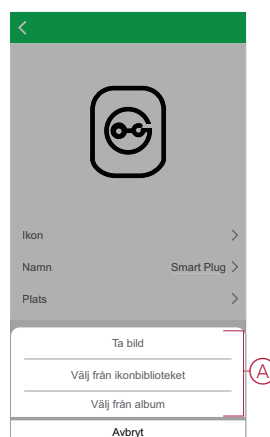 Ikon
Namn Smart Plug
Plats
Ta bild
Välj från ikonbiblioteket
A
Välj från album
Avbryt